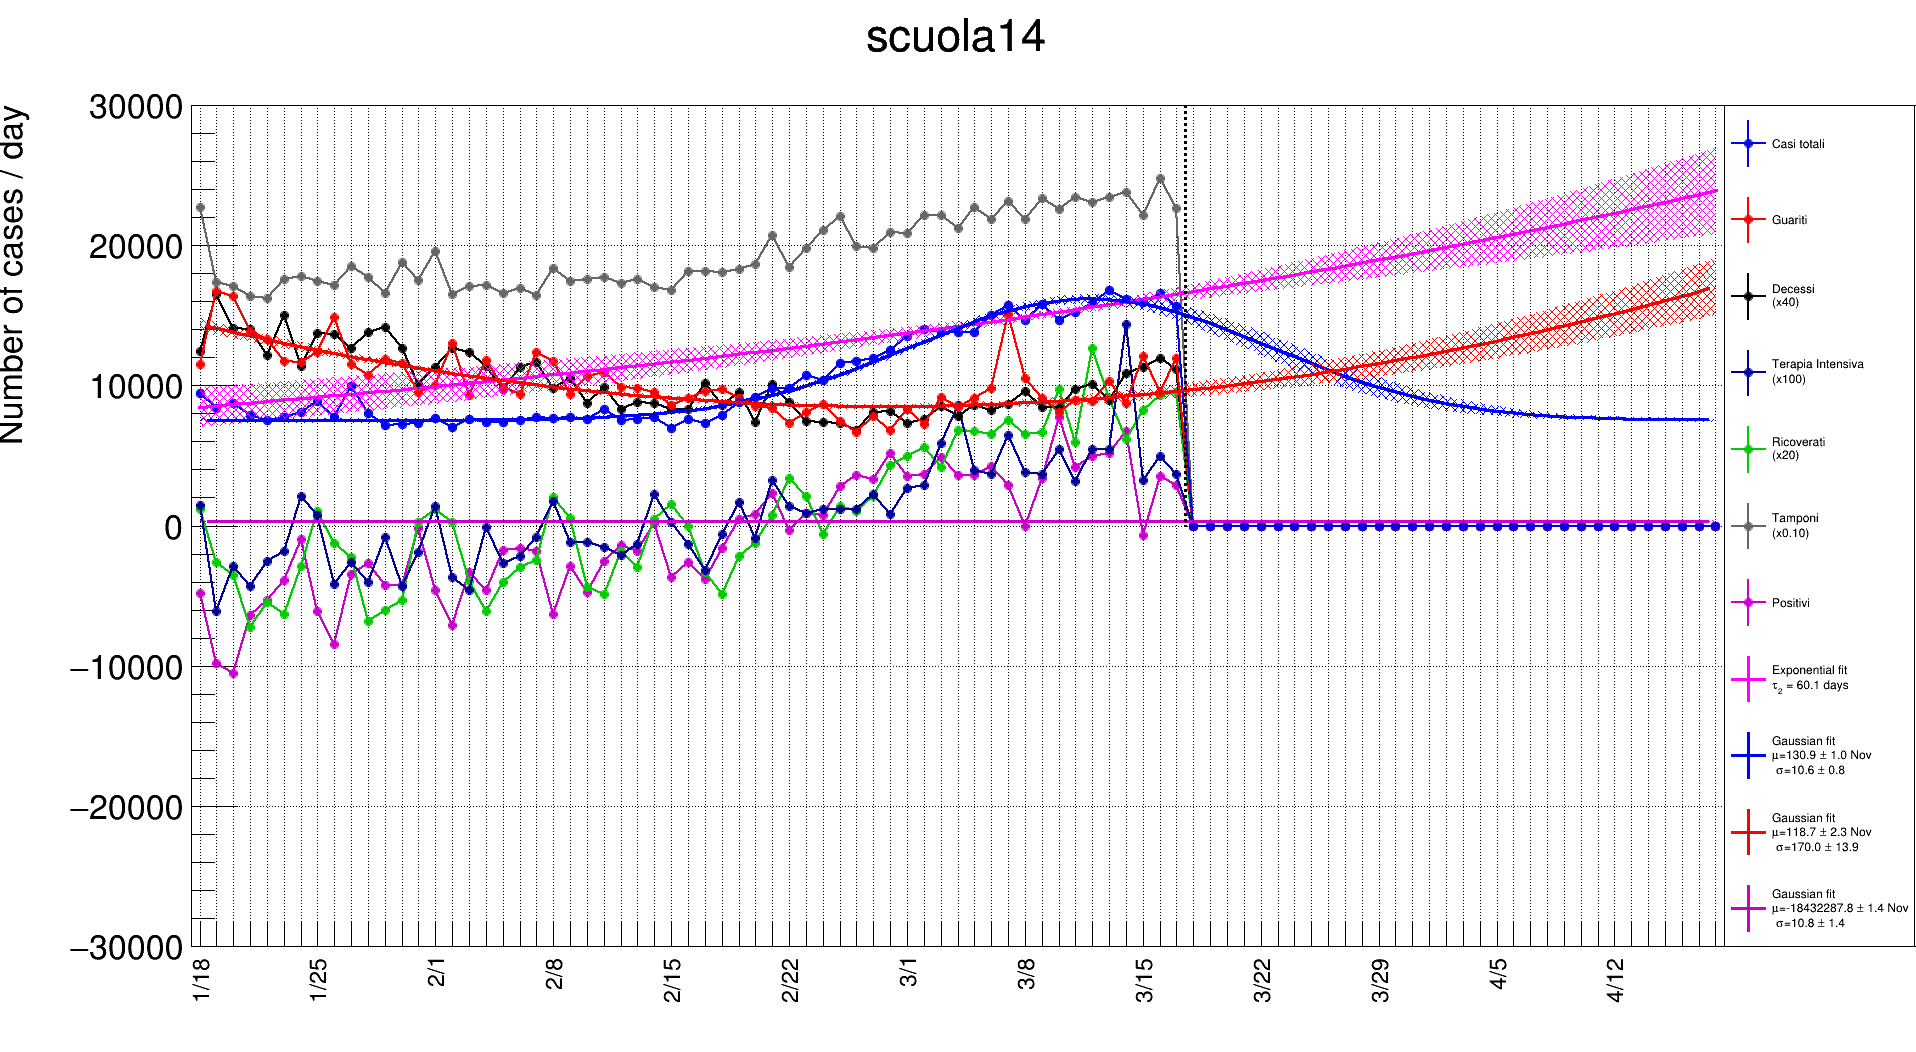 scuola14
Number of cases / day
30000
20000
10000
0
−10000
−20000
−30000
1/18
1/25
2/1
2/8
2/15
2/22
3/1
3/8
3/15
3/22
3/29
4/5
4/12
Casi totali
Guariti
Decessi
(x40)
Terapia Intensiva
(x100)
Ricoverati
(x20)
Tamponi
(x0.10)
Positivi
Exponential fit
τ2 = 60.1 days
Gaussian fit
μ=130.9 ± 1.0 Nov
σ=10.6 ± 0.8
Gaussian fit
μ=118.7 ± 2.3 Nov
σ=170.0 ± 13.9
Gaussian fit
μ=-18432287.8 ± 1.4 Nov
σ=10.8 ± 1.4